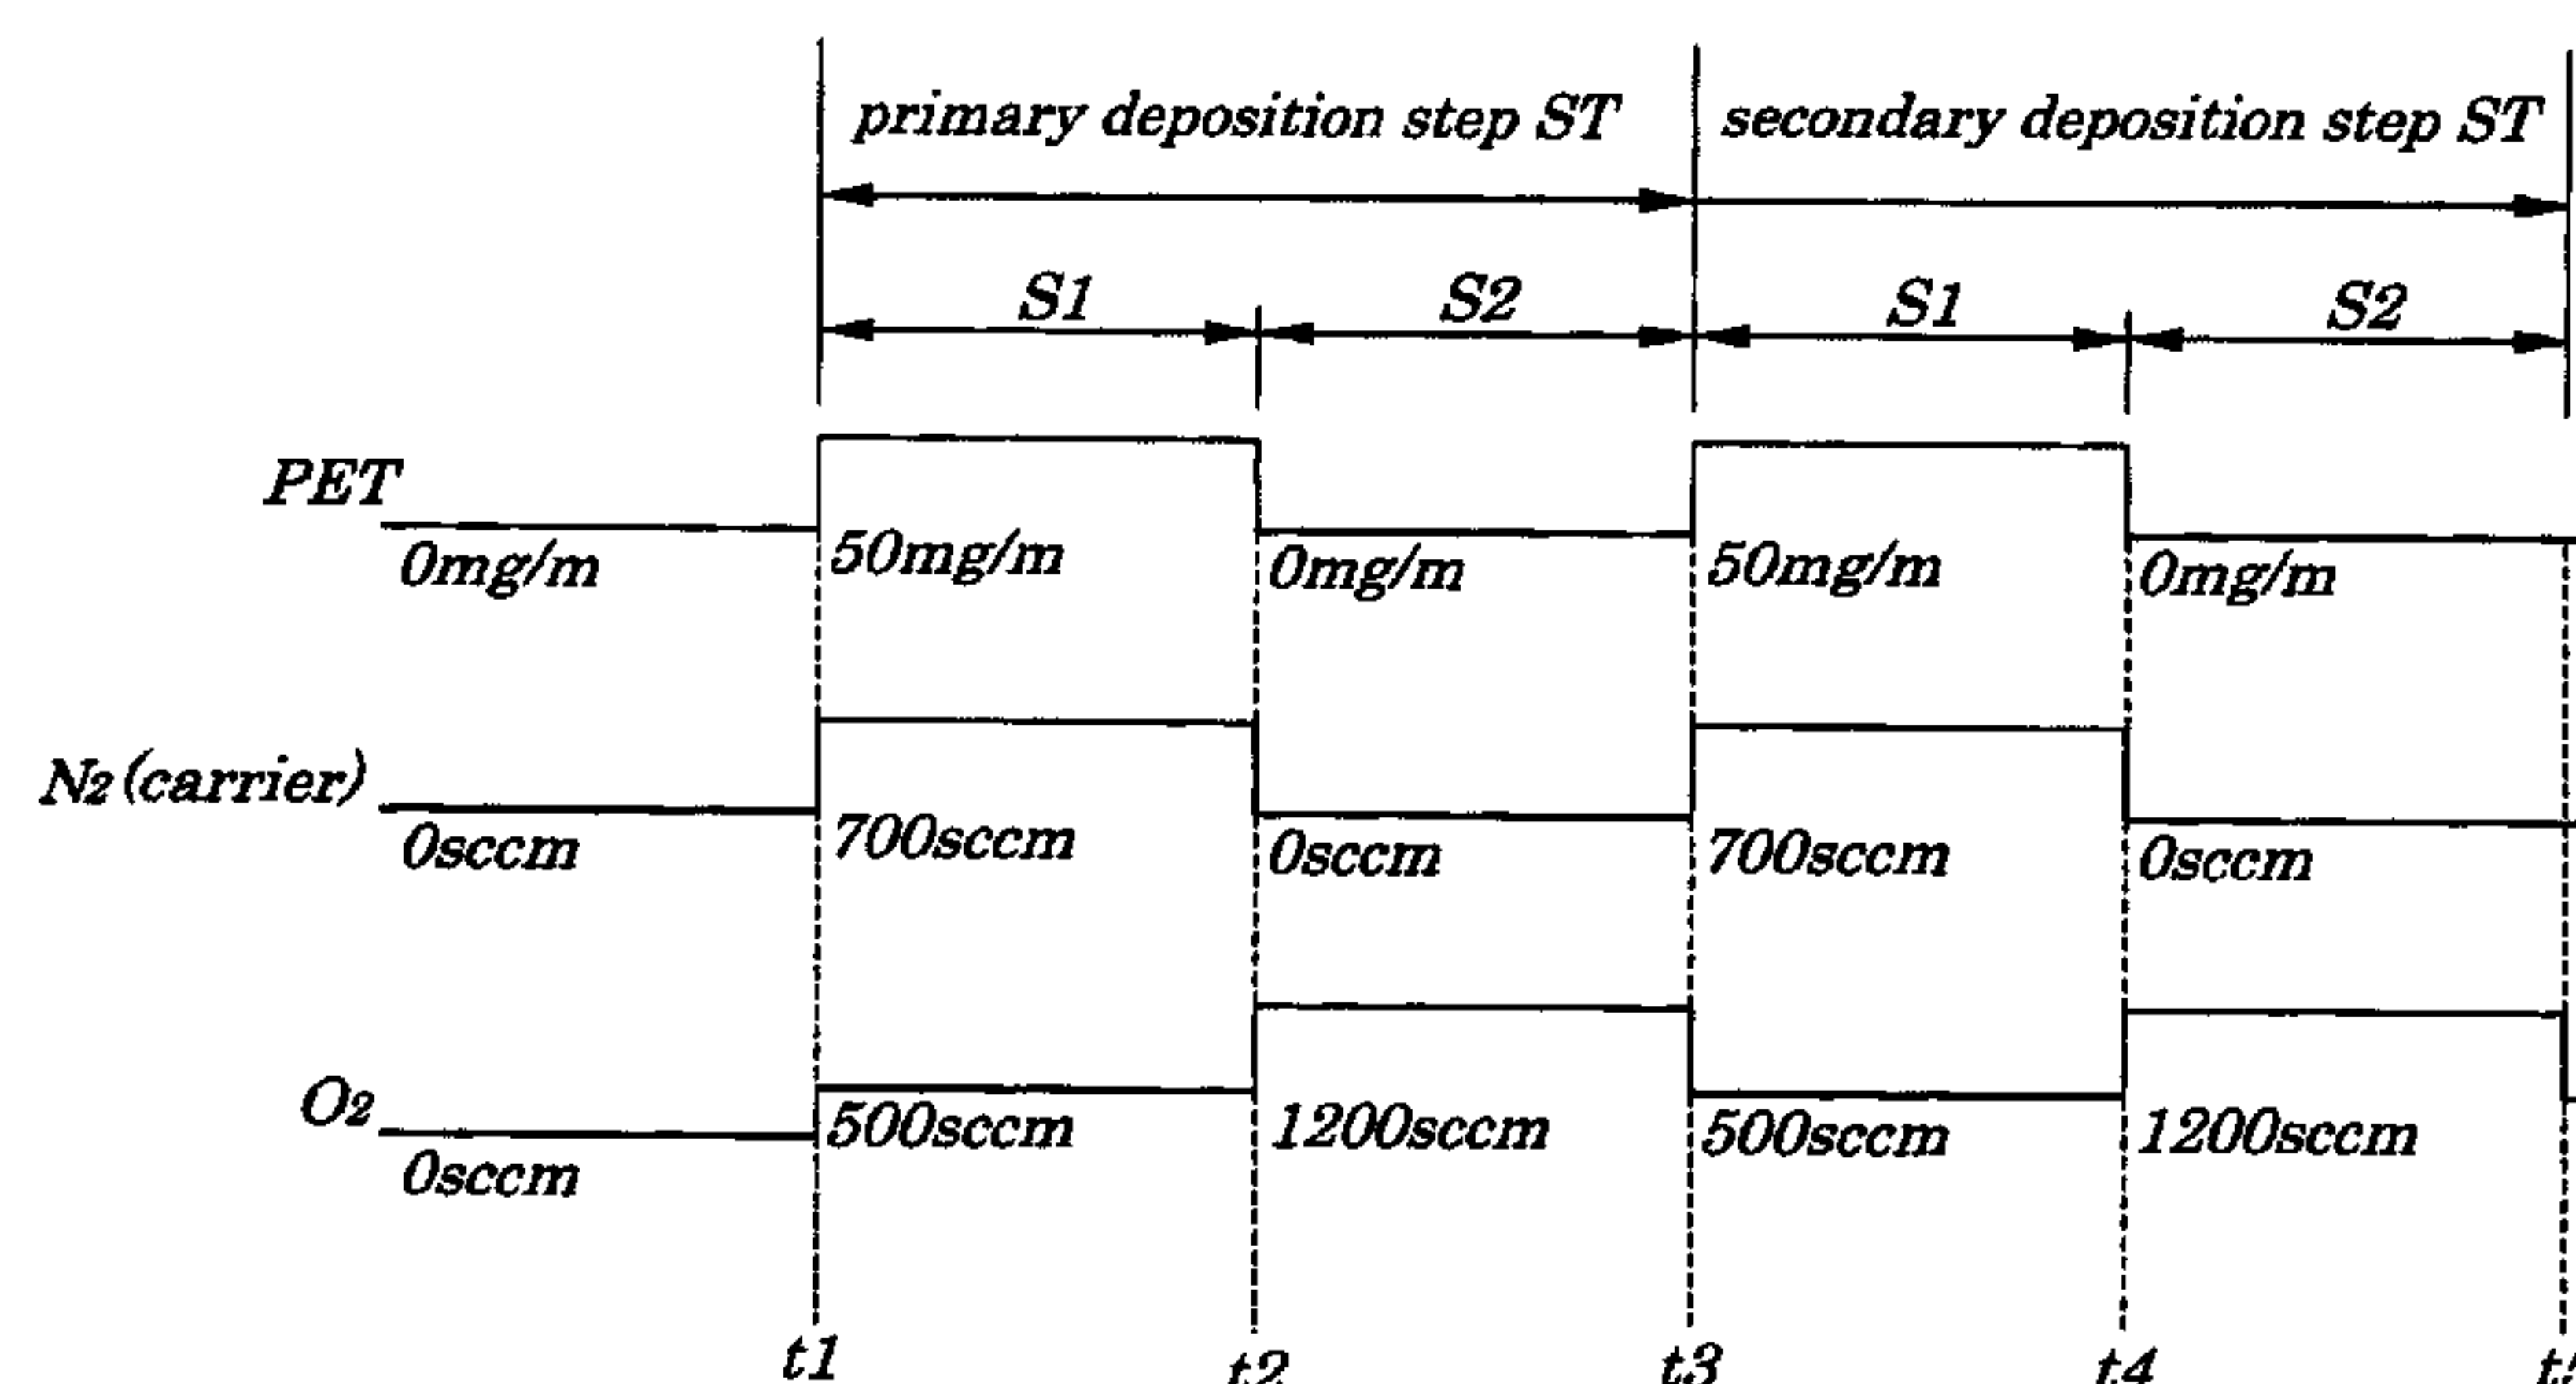 primary deposition step ST secondary deposition step ST
S1 S2 S1 S2
PET
0mg/m 50mg/m 0mg/m 50mg/m 0mg/m
N2 (carrier)
0sccm 700sccm 0sccm 700sccm 0sccm
O2
0sccm 500sccm 1200sccm 500sccm 1200sccm
t1 t2 t3 t4